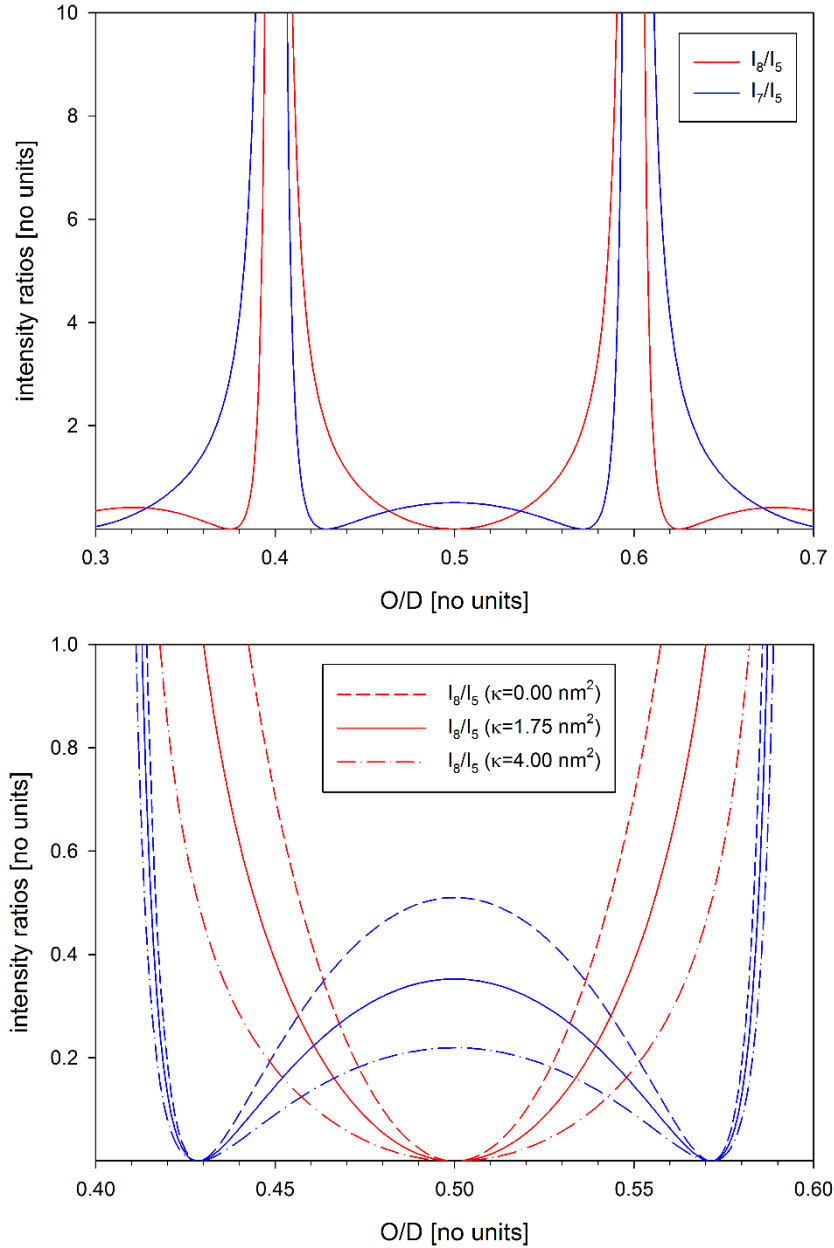 10
8
6
4
2
intensity ratios [no units]
I₈/I₅
I₇/I₅
0.3 0.4 0.5 0.6 0.7
O/D [no units]
1.0
0.8
0.6
0.4
0.2
intensity ratios [no units]
I₈/I₅ (κ=0.00 nm²)
I₈/I₅ (κ=1.75 nm²)
I₈/I₅ (κ=4.00 nm²)
0.40 0.45 0.50 0.55 0.60
O/D [no units]